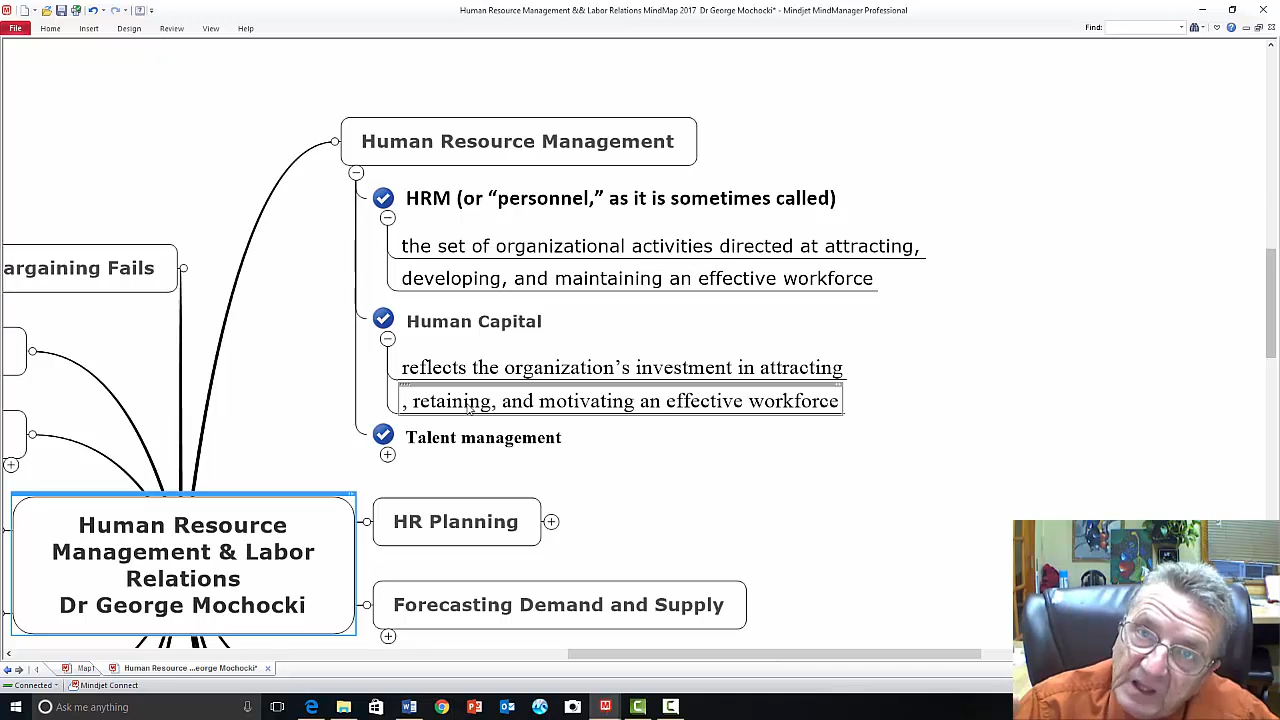 Human Resource Management && Labor Relations MindMap 2017 Dr George Mochocki* - Mindjet MindManager Professional
File Home Insert Design Review View Help Find:
Human Resource Management
HRM (or “personnel,” as it is sometimes called)
the set of organizational activities directed at attracting,
developing, and maintaining an effective workforce
argaining Fails
Human Capital
reflects the organization’s investment in attracting
, retaining, and motivating an effective workforce
Talent management
Human Resource
Management & Labor
Relations
Dr George Mochocki
HR Planning
Forecasting Demand and Supply
Map1 Human Resource ...eorge Mochocki*
Connected Mindjet Connect
Ask me anything